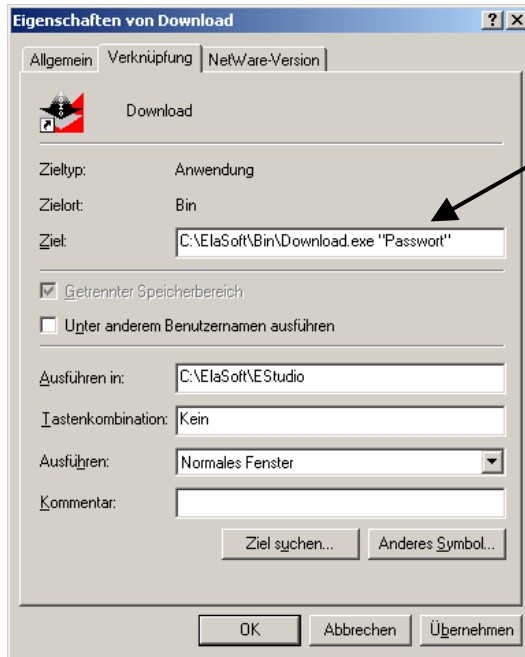 Eigenschaften von Download
Allgemein Verknüpfung NetWare-Version
Download
Zieltyp: Anwendung
Zielort: Bin
Ziel: C:\ElaSoft\Bin\Download.exe "Passwort"
Getrennter Speicherbereich
Unter anderem Benutzernamen ausführen
Ausführen in: C:\ElaSoft\EStudio
Tastenkombination: Kein
Ausführen: Normales Fenster
Kommentar:
Ziel suchen... Anderes Symbol...
OK Abbrechen Übernehmen